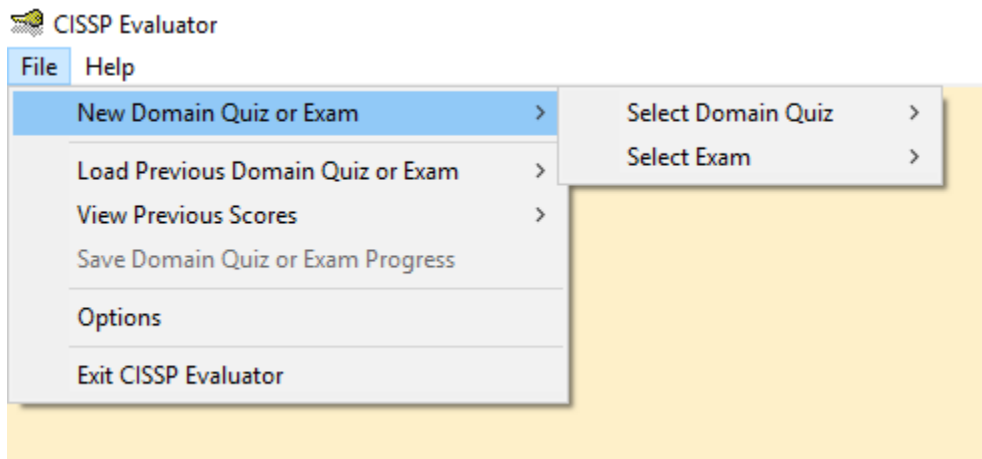 CISSP Evaluator
File Help
New Domain Quiz or Exam >
Load Previous Domain Quiz or Exam >
View Previous Scores >
Save Domain Quiz or Exam Progress
Options
Exit CISSP Evaluator
Select Domain Quiz >
Select Exam >